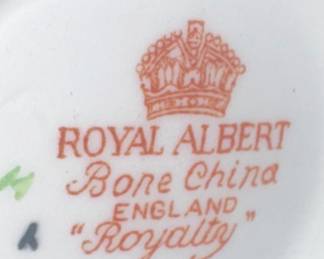 ROYAL ALBERT
Bone China
ENGLAND
"Royalty"